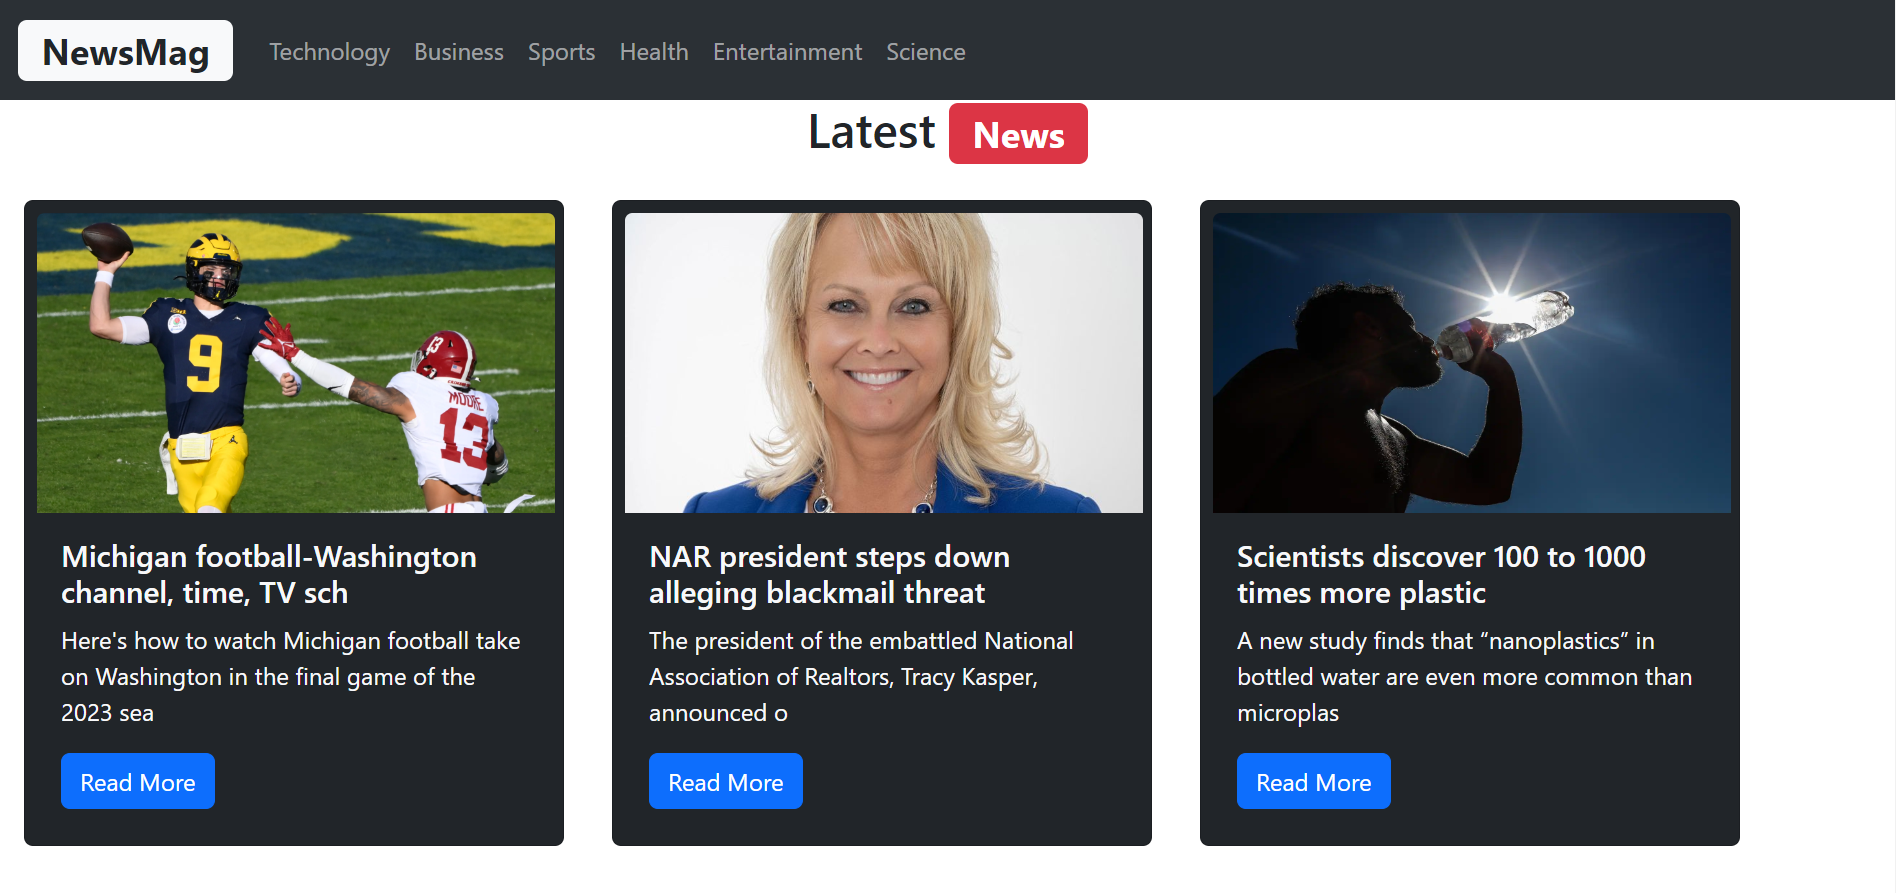 NewsMag Technology Business Sports Health Entertainment Science
Latest News
9
13
MOORE
13
Michigan football-Washington
channel, time, TV sch
Here's how to watch Michigan football take
on Washington in the final game of the
2023 sea
Read More
NAR president steps down
alleging blackmail threat
The president of the embattled National
Association of Realtors, Tracy Kasper,
announced o
Read More
Scientists discover 100 to 1000
times more plastic
A new study finds that “nanoplastics” in
bottled water are even more common than
microplas
Read More